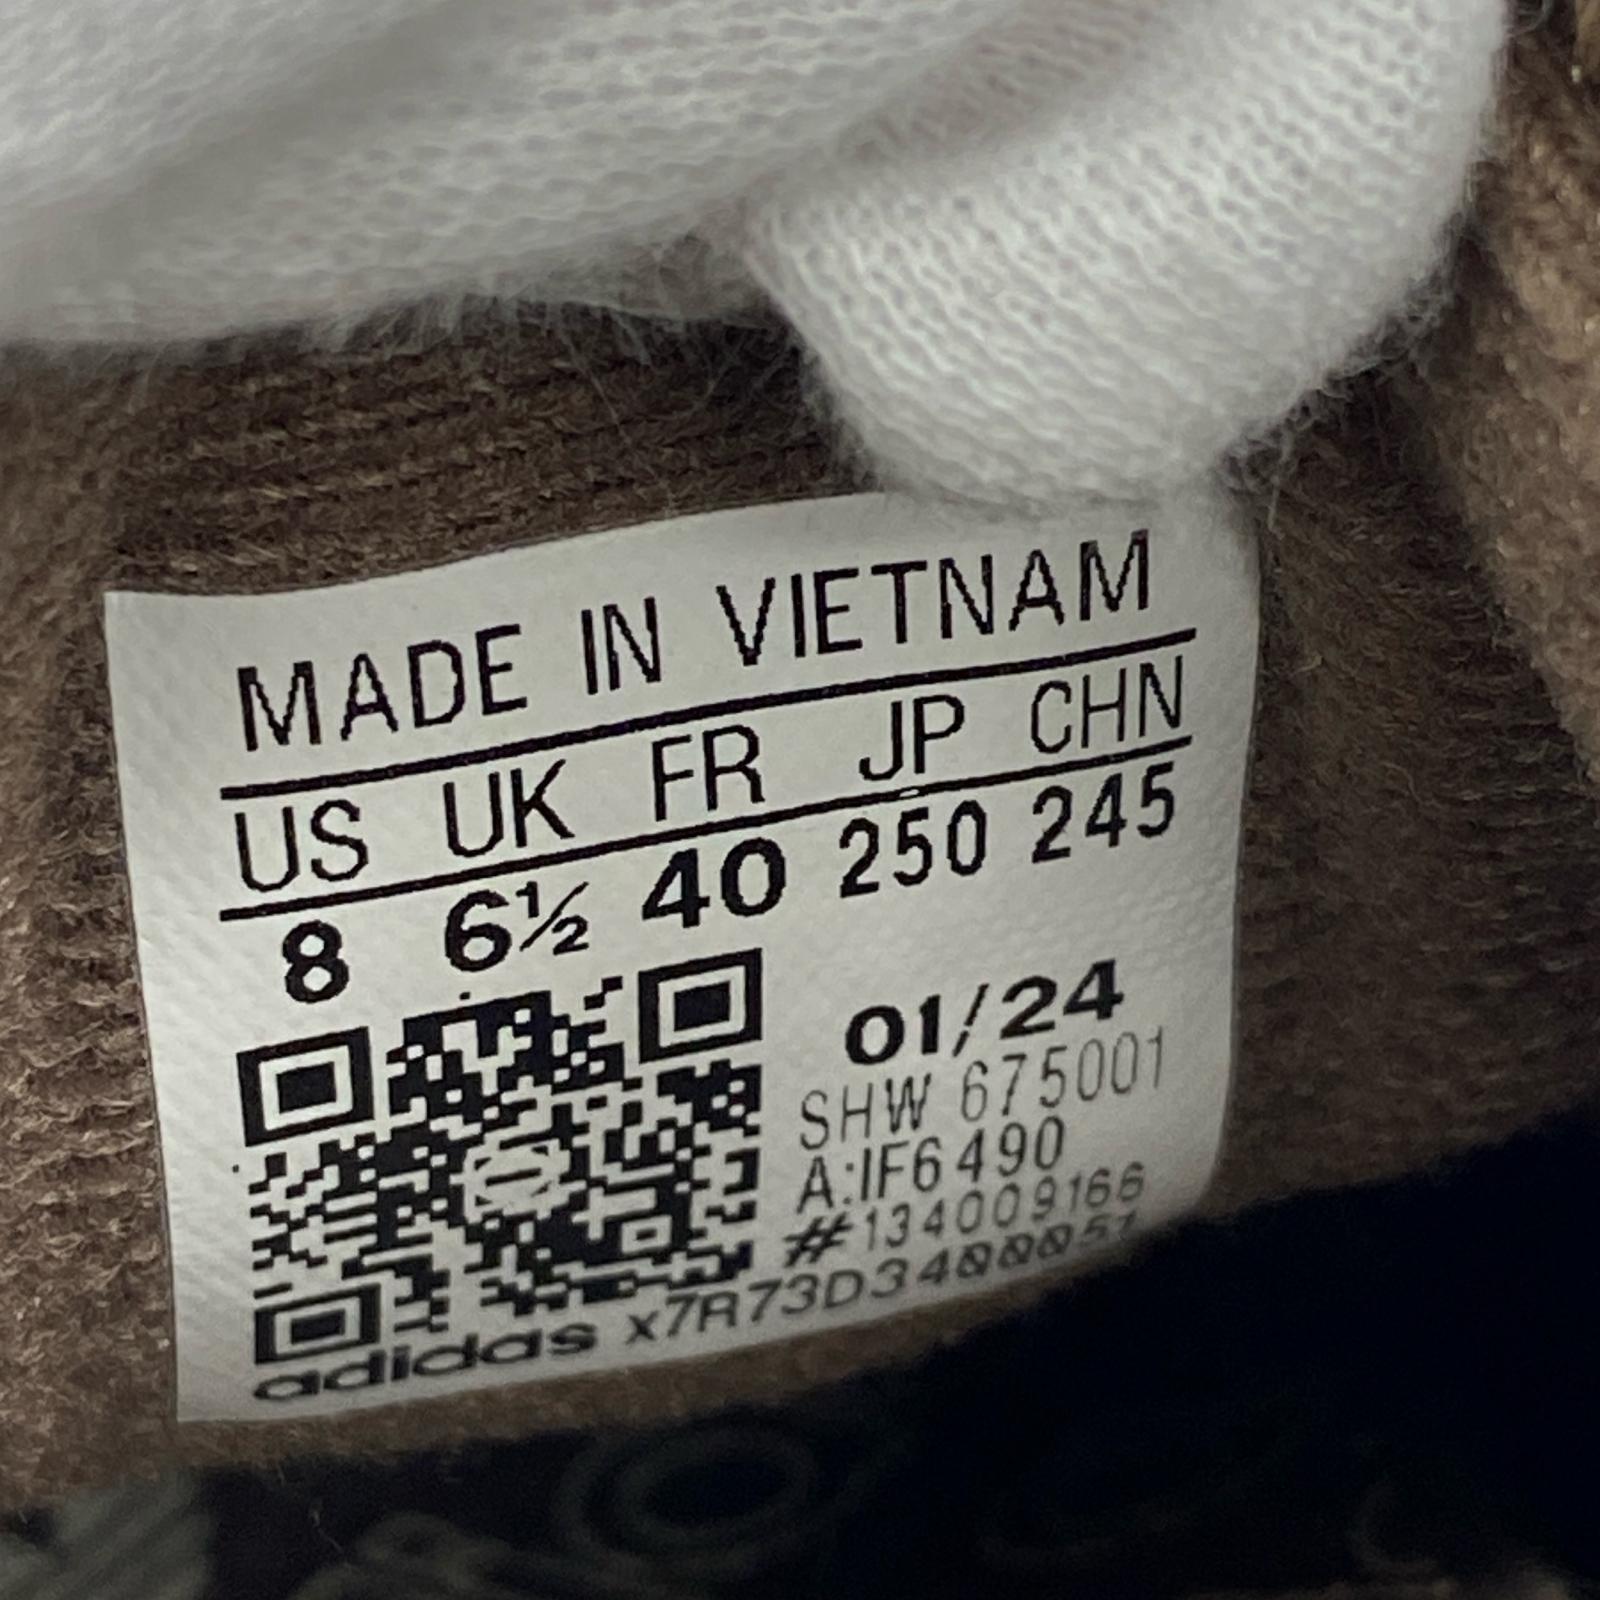 MADE IN VIETNAM
US UK FR JP CHN
8 6½ 40 250 245
01/24
SHW 675001
A:IF6490
#134009166
adidas x7R73D3400051